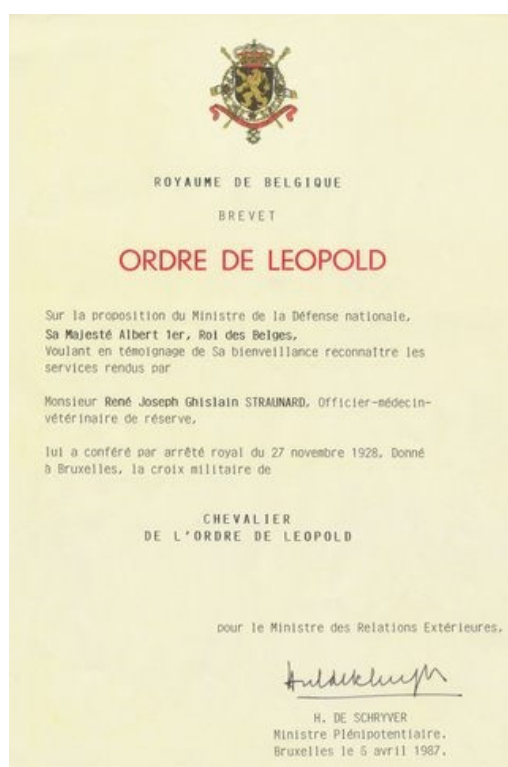 ROYAUME DE BELGIQUE
BREVET
ORDRE DE LEOPOLD
Sur la proposition du Ministre de la Défense nationale,
Sa Majesté Albert 1er, Roi des Belges,
Voulant en témoignage de Sa bienveillance reconnaître les
services rendus par
Monsieur René Joseph Ghislain STRAUNARD, Officier-médecin-
vétérinaire de réserve,
lui a conféré par arrêté royal du 27 novembre 1928. Donné
à Bruxelles, la croix militaire de
CHEVALIER
DE L'ORDRE DE LEOPOLD
pour le Ministre des Relations Extérieures,
H. DE SCHRYVER
Ministre Plénipotentiaire.
Bruxelles le 6 avril 1987.